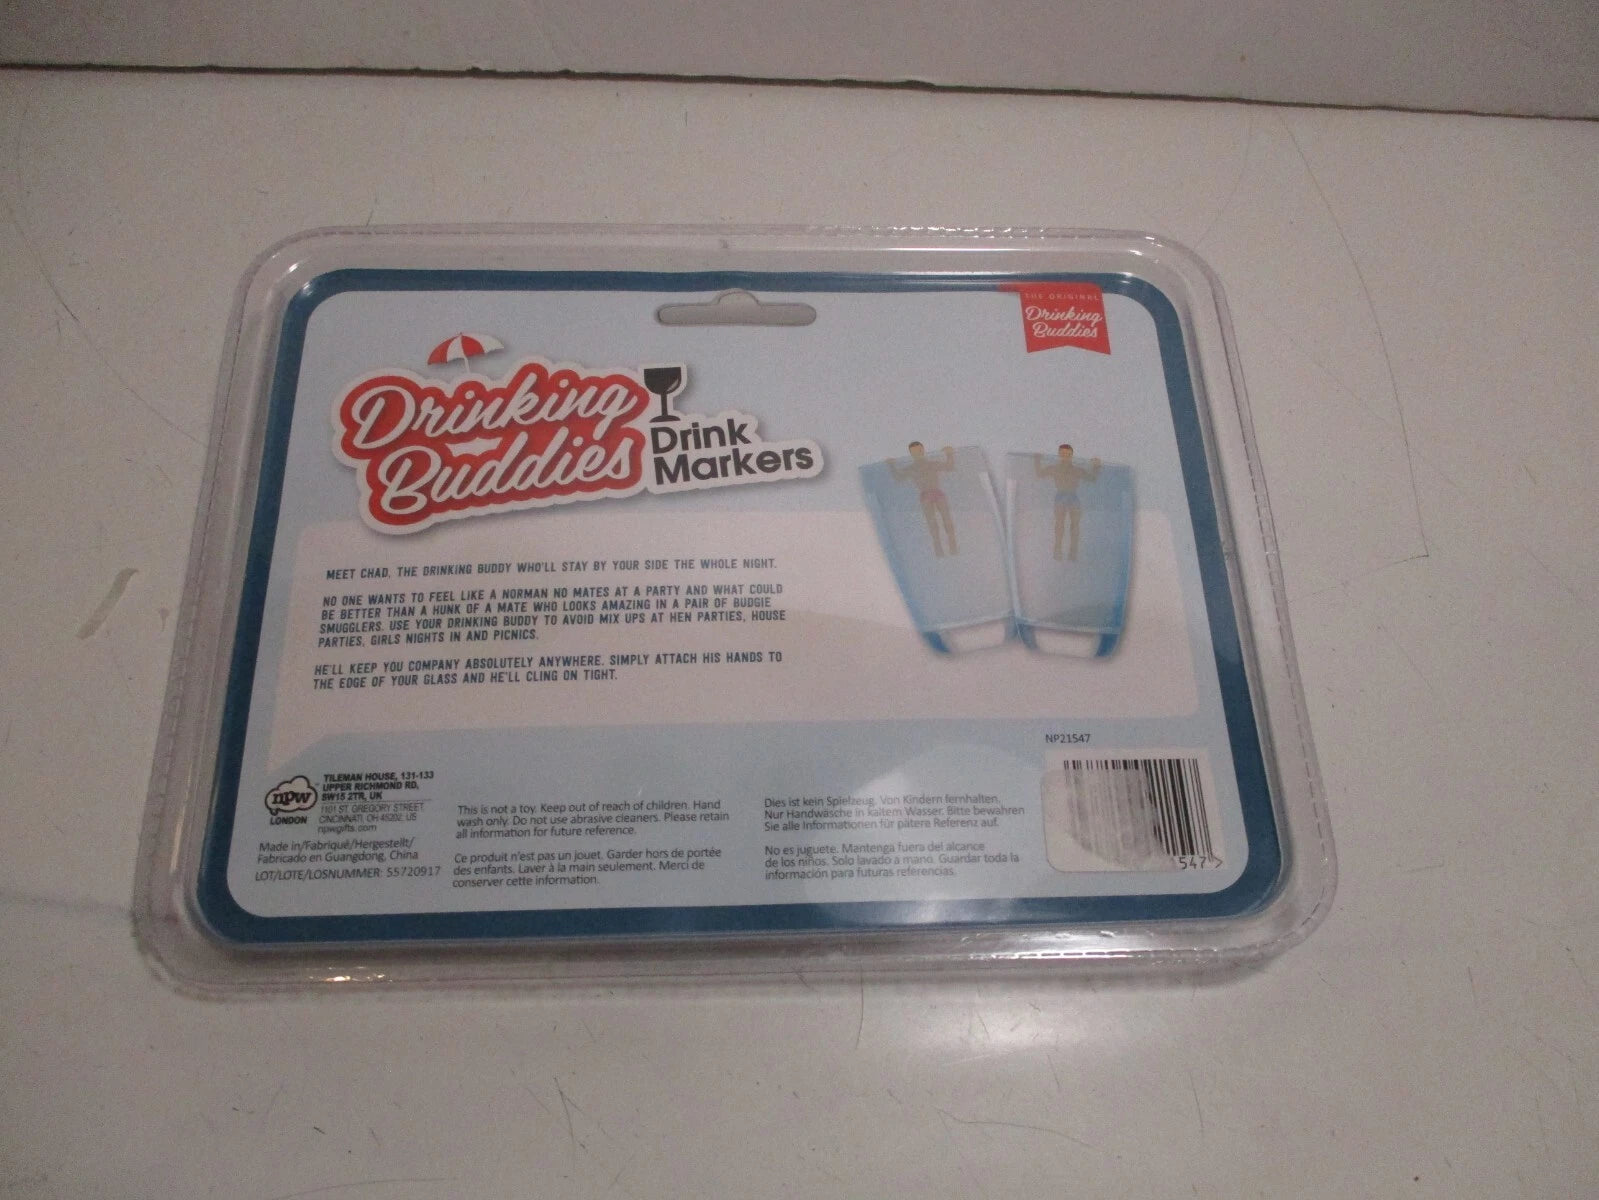 THE ORIGINAL
Drinking
Buddies
Drinking
Buddies
Drink
Markers
MEET CHAD, THE DRINKING BUDDY WHO'LL STAY BY YOUR SIDE THE WHOLE NIGHT.
NO ONE WANTS TO FEEL LIKE A NORMAN NO MATES AT A PARTY AND WHAT COULD
BE BETTER THAN A HUNK OF A MATE WHO LOOKS AMAZING IN A PAIR OF BUDGIE
SMUGGLERS. USE YOUR DRINKING BUDDY TO AVOID MIX UPS AT HEN PARTIES, HOUSE
PARTIES, GIRLS NIGHTS IN AND PICNICS.
HE'LL KEEP YOU COMPANY ABSOLUTELY ANYWHERE. SIMPLY ATTACH HIS HANDS TO
THE EDGE OF YOUR GLASS AND HE'LL CLING ON TIGHT.
NP21547
npw
LONDON
TILEMAN HOUSE, 131-133
UPPER RICHMOND RD,
SW15 2TR, UK
1101 ST. GREGORY STREET,
CINCINNATI, OH 45202, US
npwgifts.com
Made in/Fabriqué/Hergestellt/
Fabricado en Guangdong, China
LOT/LOTE/LOSNUMMER: 55720917
This is not a toy. Keep out of reach of children. Hand
wash only. Do not use abrasive cleaners. Please retain
all information for future reference.
Ce produit n'est pas un jouet. Garder hors de portée
des enfants. Laver à la main seulement. Merci de
conserver cette information.
Dies ist kein Spielzeug. Von Kindern fernhalten.
Nur Handwäsche in kaltem Wasser. Bitte bewahren
Sie alle Informationen für pätere Referenz auf.
No es juguete. Mantenga fuera del alcance
de los niños. Solo lavado a mano. Guardar toda la
información para futuras referencias.
547>